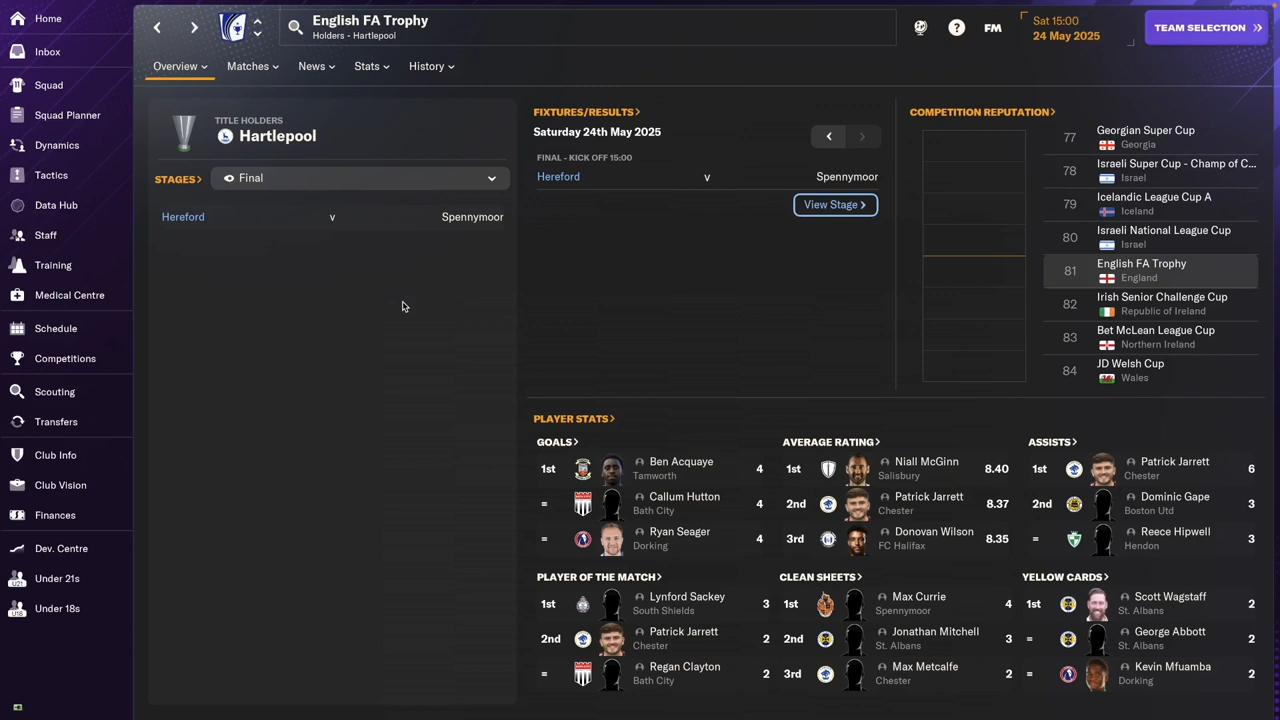 Home
Inbox
Squad
Squad Planner
Dynamics
Tactics
Data Hub
Staff
Training
Medical Centre
Schedule
Competitions
Scouting
Transfers
Club Info
Club Vision
Finances
Dev. Centre
U21
Under 21s
U18
Under 18s
English FA Trophy
Holders - Hartlepool
?
FM
Sat 15:00
24 May 2025
TEAM SELECTION
Overview
Matches
News
Stats
History
TITLE HOLDERS
Hartlepool
STAGES
Final
Hereford v Spennymoor
FIXTURES/RESULTS
Saturday 24th May 2025
FINAL - KICK OFF 15:00
Hereford v Spennymoor
View Stage
COMPETITION REPUTATION
77 Georgian Super Cup
Georgia
78 Israeli Super Cup - Champ of C...
Israel
79 Icelandic League Cup A
Iceland
80 Israeli National League Cup
Israel
81 English FA Trophy
England
82 Irish Senior Challenge Cup
Republic of Ireland
83 Bet McLean League Cup
Northern Ireland
84 JD Welsh Cup
Wales
PLAYER STATS
GOALS
1st Ben Acquaye 4
Tamworth
= Callum Hutton 4
Bath City
= Ryan Seager 4
Dorking
AVERAGE RATING
1st Niall McGinn 8.40
Salisbury
2nd Patrick Jarrett 8.37
Chester
3rd Donovan Wilson 8.35
FC Halifax
ASSISTS
1st Patrick Jarrett 6
Chester
2nd Dominic Gape 3
Boston Utd
= Reece Hipwell 3
Hendon
PLAYER OF THE MATCH
1st Lynford Sackey 3
South Shields
2nd Patrick Jarrett 2
Chester
= Regan Clayton 2
Bath City
CLEAN SHEETS
1st Max Currie 4
Spennymoor
2nd Jonathan Mitchell 3
St. Albans
3rd Max Metcalfe 2
Chester
YELLOW CARDS
1st Scott Wagstaff 2
St. Albans
= George Abbott 2
St. Albans
= Kevin Mfuamba 2
Dorking